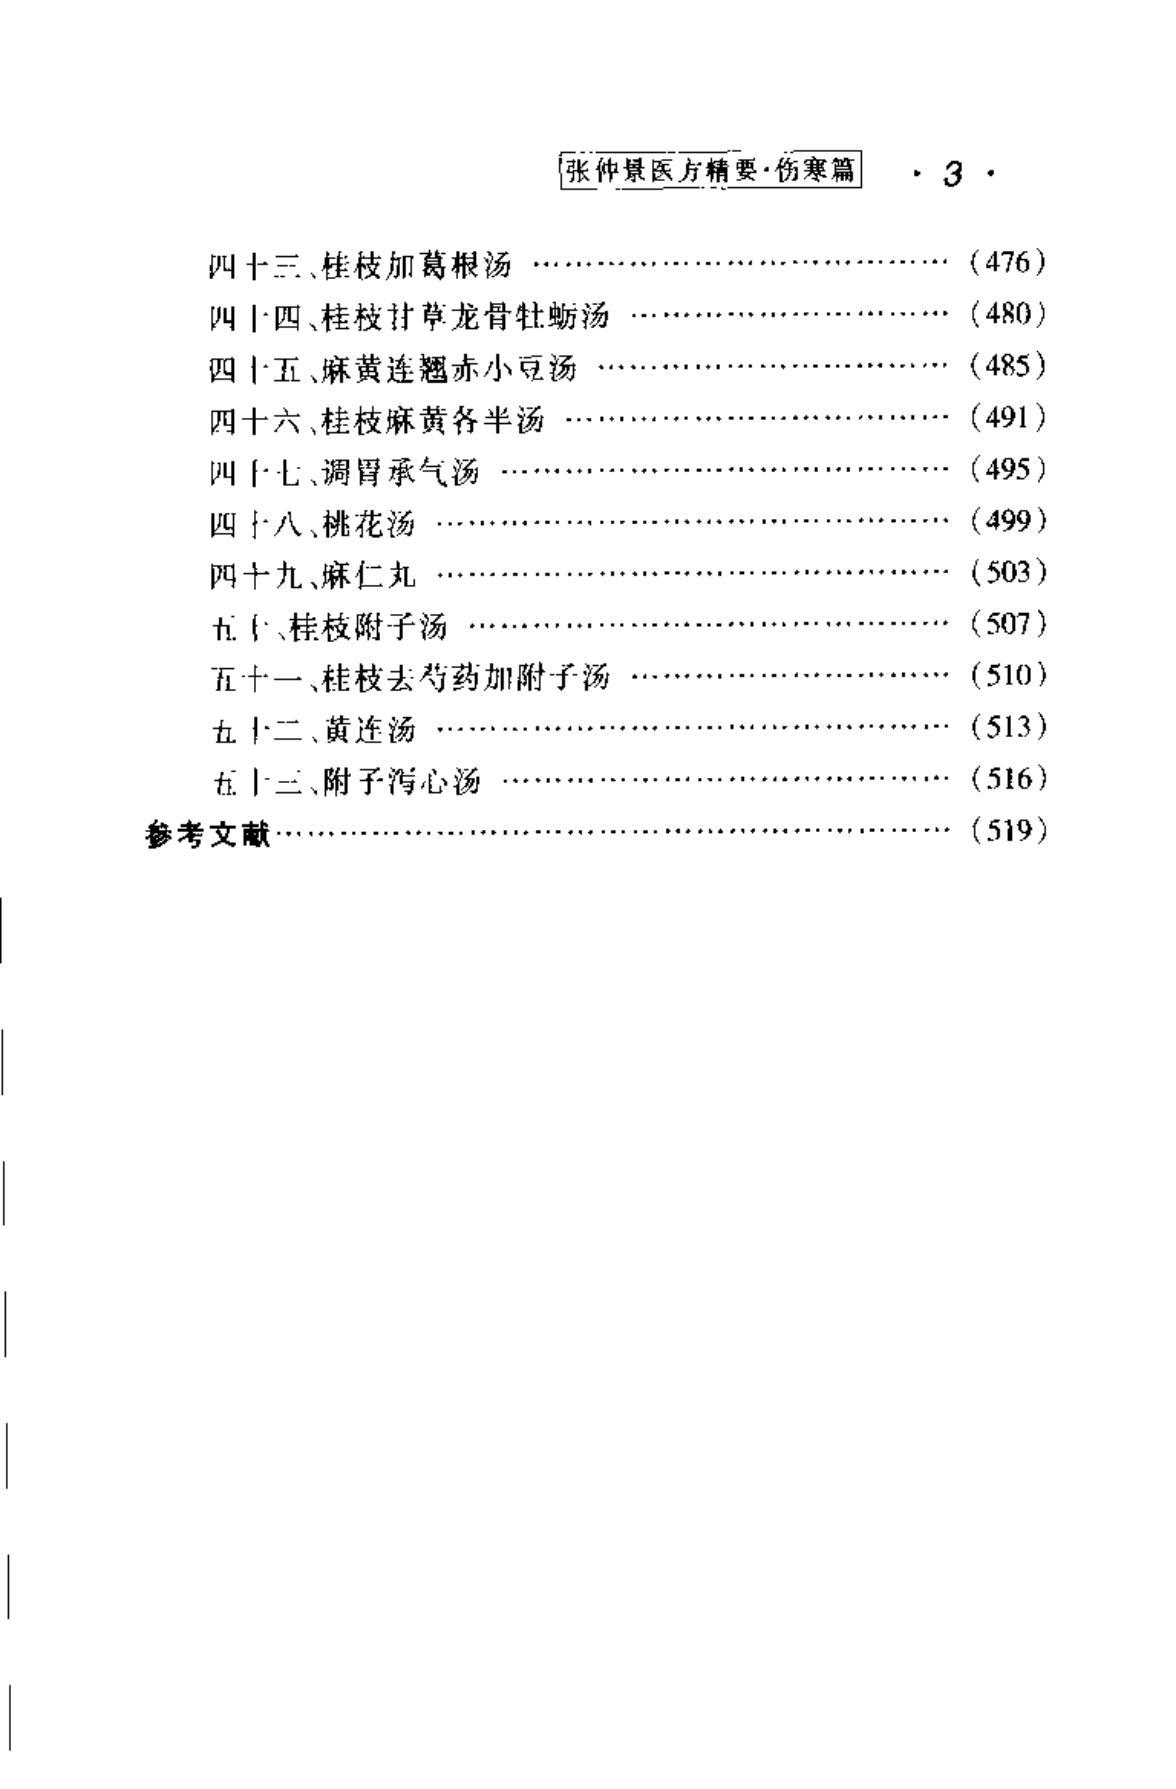 张仲景医方精要·伤寒篇 · 3 ·
四十三、桂枝加葛根汤 …………………………………… (476)
四十四、桂枝甘草龙骨牡蛎汤 ………………………… (480)
四十五、麻黄连翘赤小豆汤 …………………………… (485)
四十六、桂枝麻黄各半汤 ……………………………… (491)
四十七、调胃承气汤 …………………………………… (495)
四十八、桃花汤 ………………………………………… (499)
四十九、麻仁丸 ………………………………………… (503)
五十、桂枝附子汤 ……………………………………… (507)
五十一、桂枝去芍药加附子汤 ………………………… (510)
五十二、黄连汤 ………………………………………… (513)
五十三、附子泻心汤 …………………………………… (516)
参考文献……………………………………………………… (519)